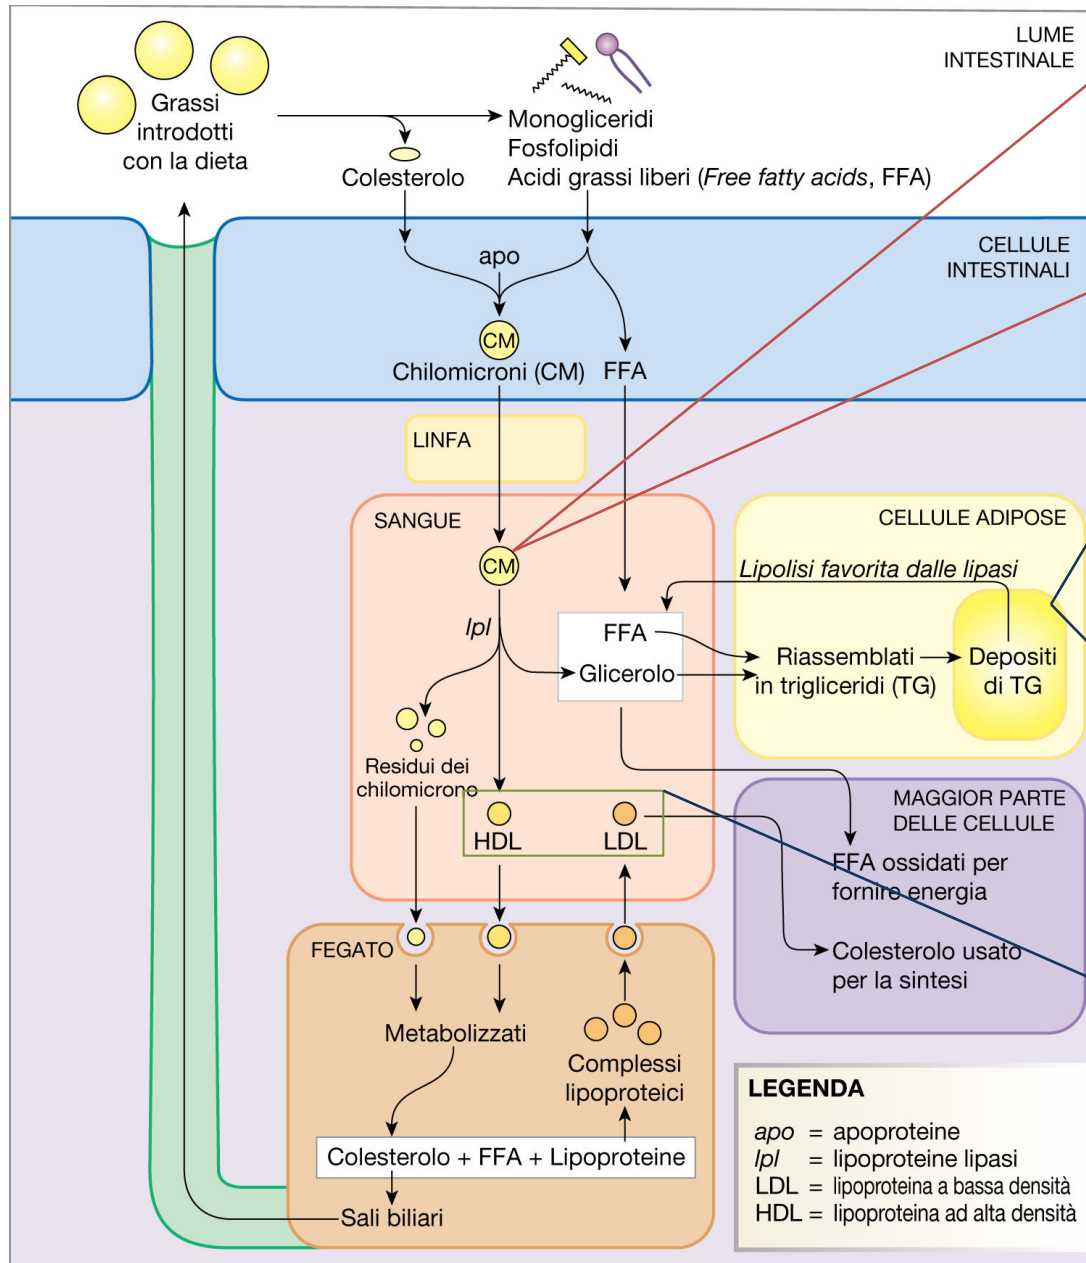 LUME
INTESTINALE
Grassi
introdotti
con la dieta
Monogliceridi
Fosfolipidi
Acidi grassi liberi (Free fatty acids, FFA)
Colesterolo
CELLULE
INTESTINALI
apo
CM
Chilomicroni (CM)
FFA
LINFA
SANGUE
CM
lpl
FFA
Glicerolo
Residui dei
chilomicrono
HDL
LDL
CELLULE ADIPOSE
Lipolisi favorita dalle lipasi
Riassemblati
in trigliceridi (TG)
Depositi
di TG
MAGGIOR PARTE
DELLE CELLULE
FFA ossidati per
fornire energia
Colesterolo usato
per la sintesi
FEGATO
Metabolizzati
Complessi
lipoproteici
Colesterolo + FFA + Lipoproteine
Sali biliari
LEGENDA
apo = apoproteine
lpl = lipoproteine lipasi
LDL = lipoproteina a bassa densità
HDL = lipoproteina ad alta densità